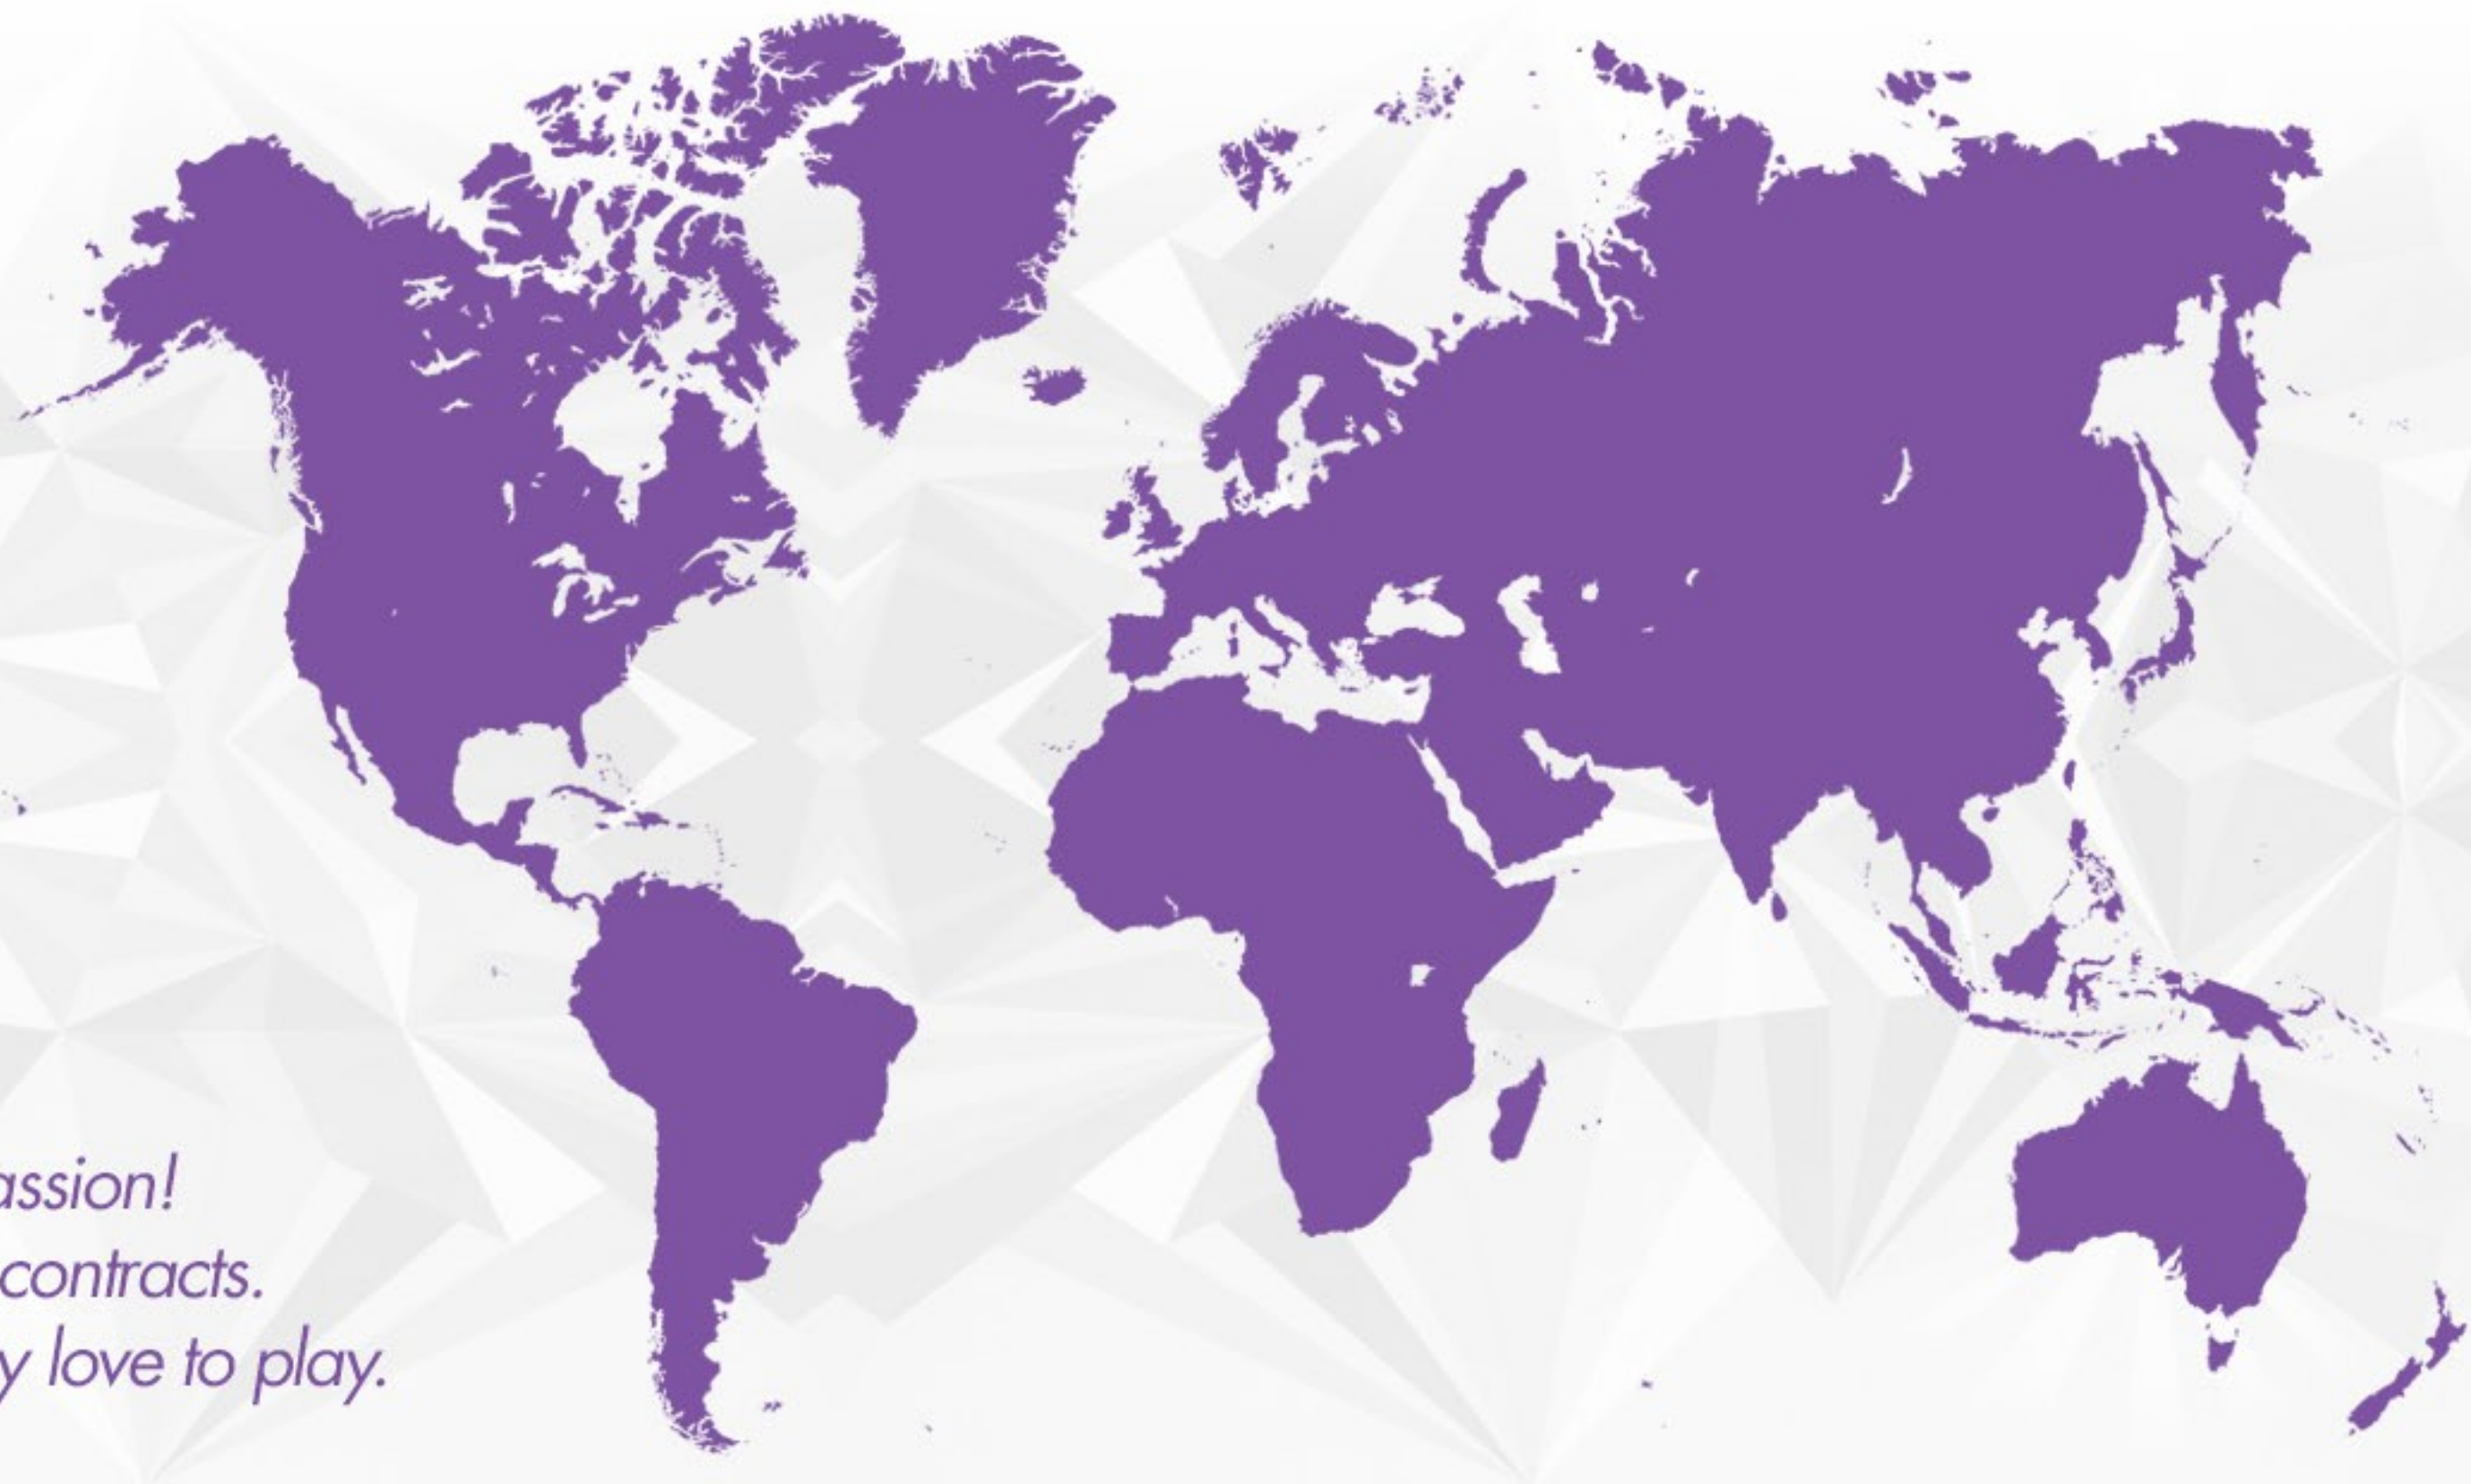 assion!
contracts.
y love to play.